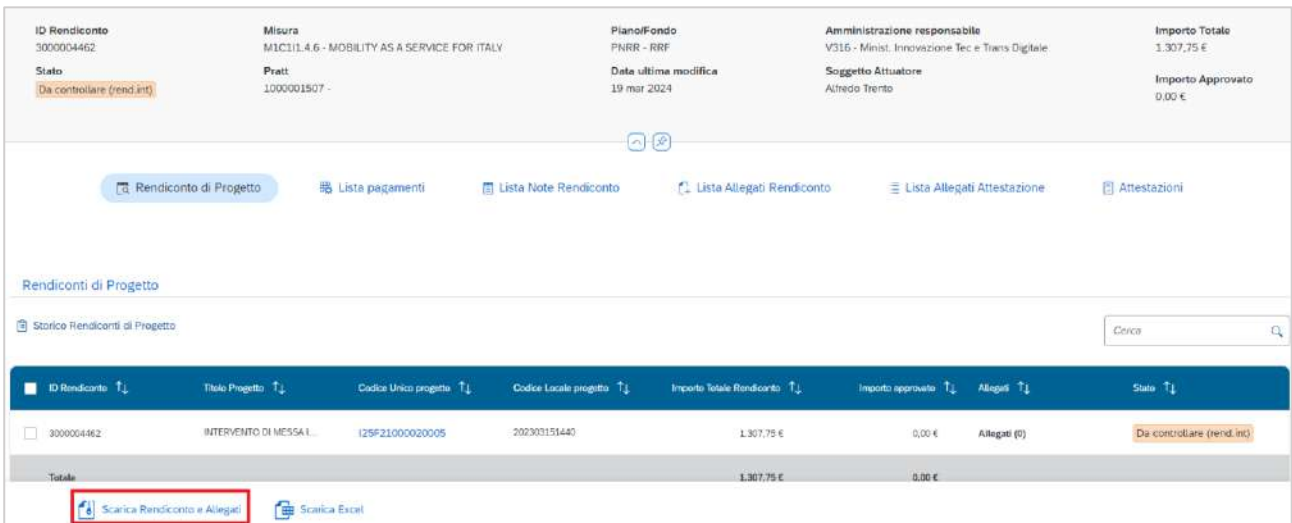 ID Rendiconto Misura Piano/Fondo Amministrazione responsabile Importo Totale
3000004462 M1C1I1.4.6 - MOBILITY AS A SERVICE FOR ITALY PNRR - RRF V316 - Minist. Innovazione Tec e Trans Digitale 1.307,75 €
Stato Pratt Data ultima modifica Soggetto Attuatore Importo Approvato
Da controllare (rend.int) 1000001507 - 19 mar 2024 Alfredo Trento 0,00 €
Rendiconto di Progetto Lista pagamenti Lista Note Rendiconto Lista Allegati Rendiconto Lista Allegati Attestazione Attestazioni
Rendiconti di Progetto
Storico Rendiconti di Progetto Cerca
ID Rendiconto Titolo Progetto Codice Unico progetto Codice Locale progetto Importo Totale Rendiconto Importo approvato Allegati Stato
3000004462 INTERVENTO DI MESSA I... I25F21000020005 202303151440 1.307,75 € 0,00 € Allegati (0) Da controllare (rend.int)
Totale 1.307,75 € 0,00 €
Scarica Rendiconto e Allegati Scarica Excel